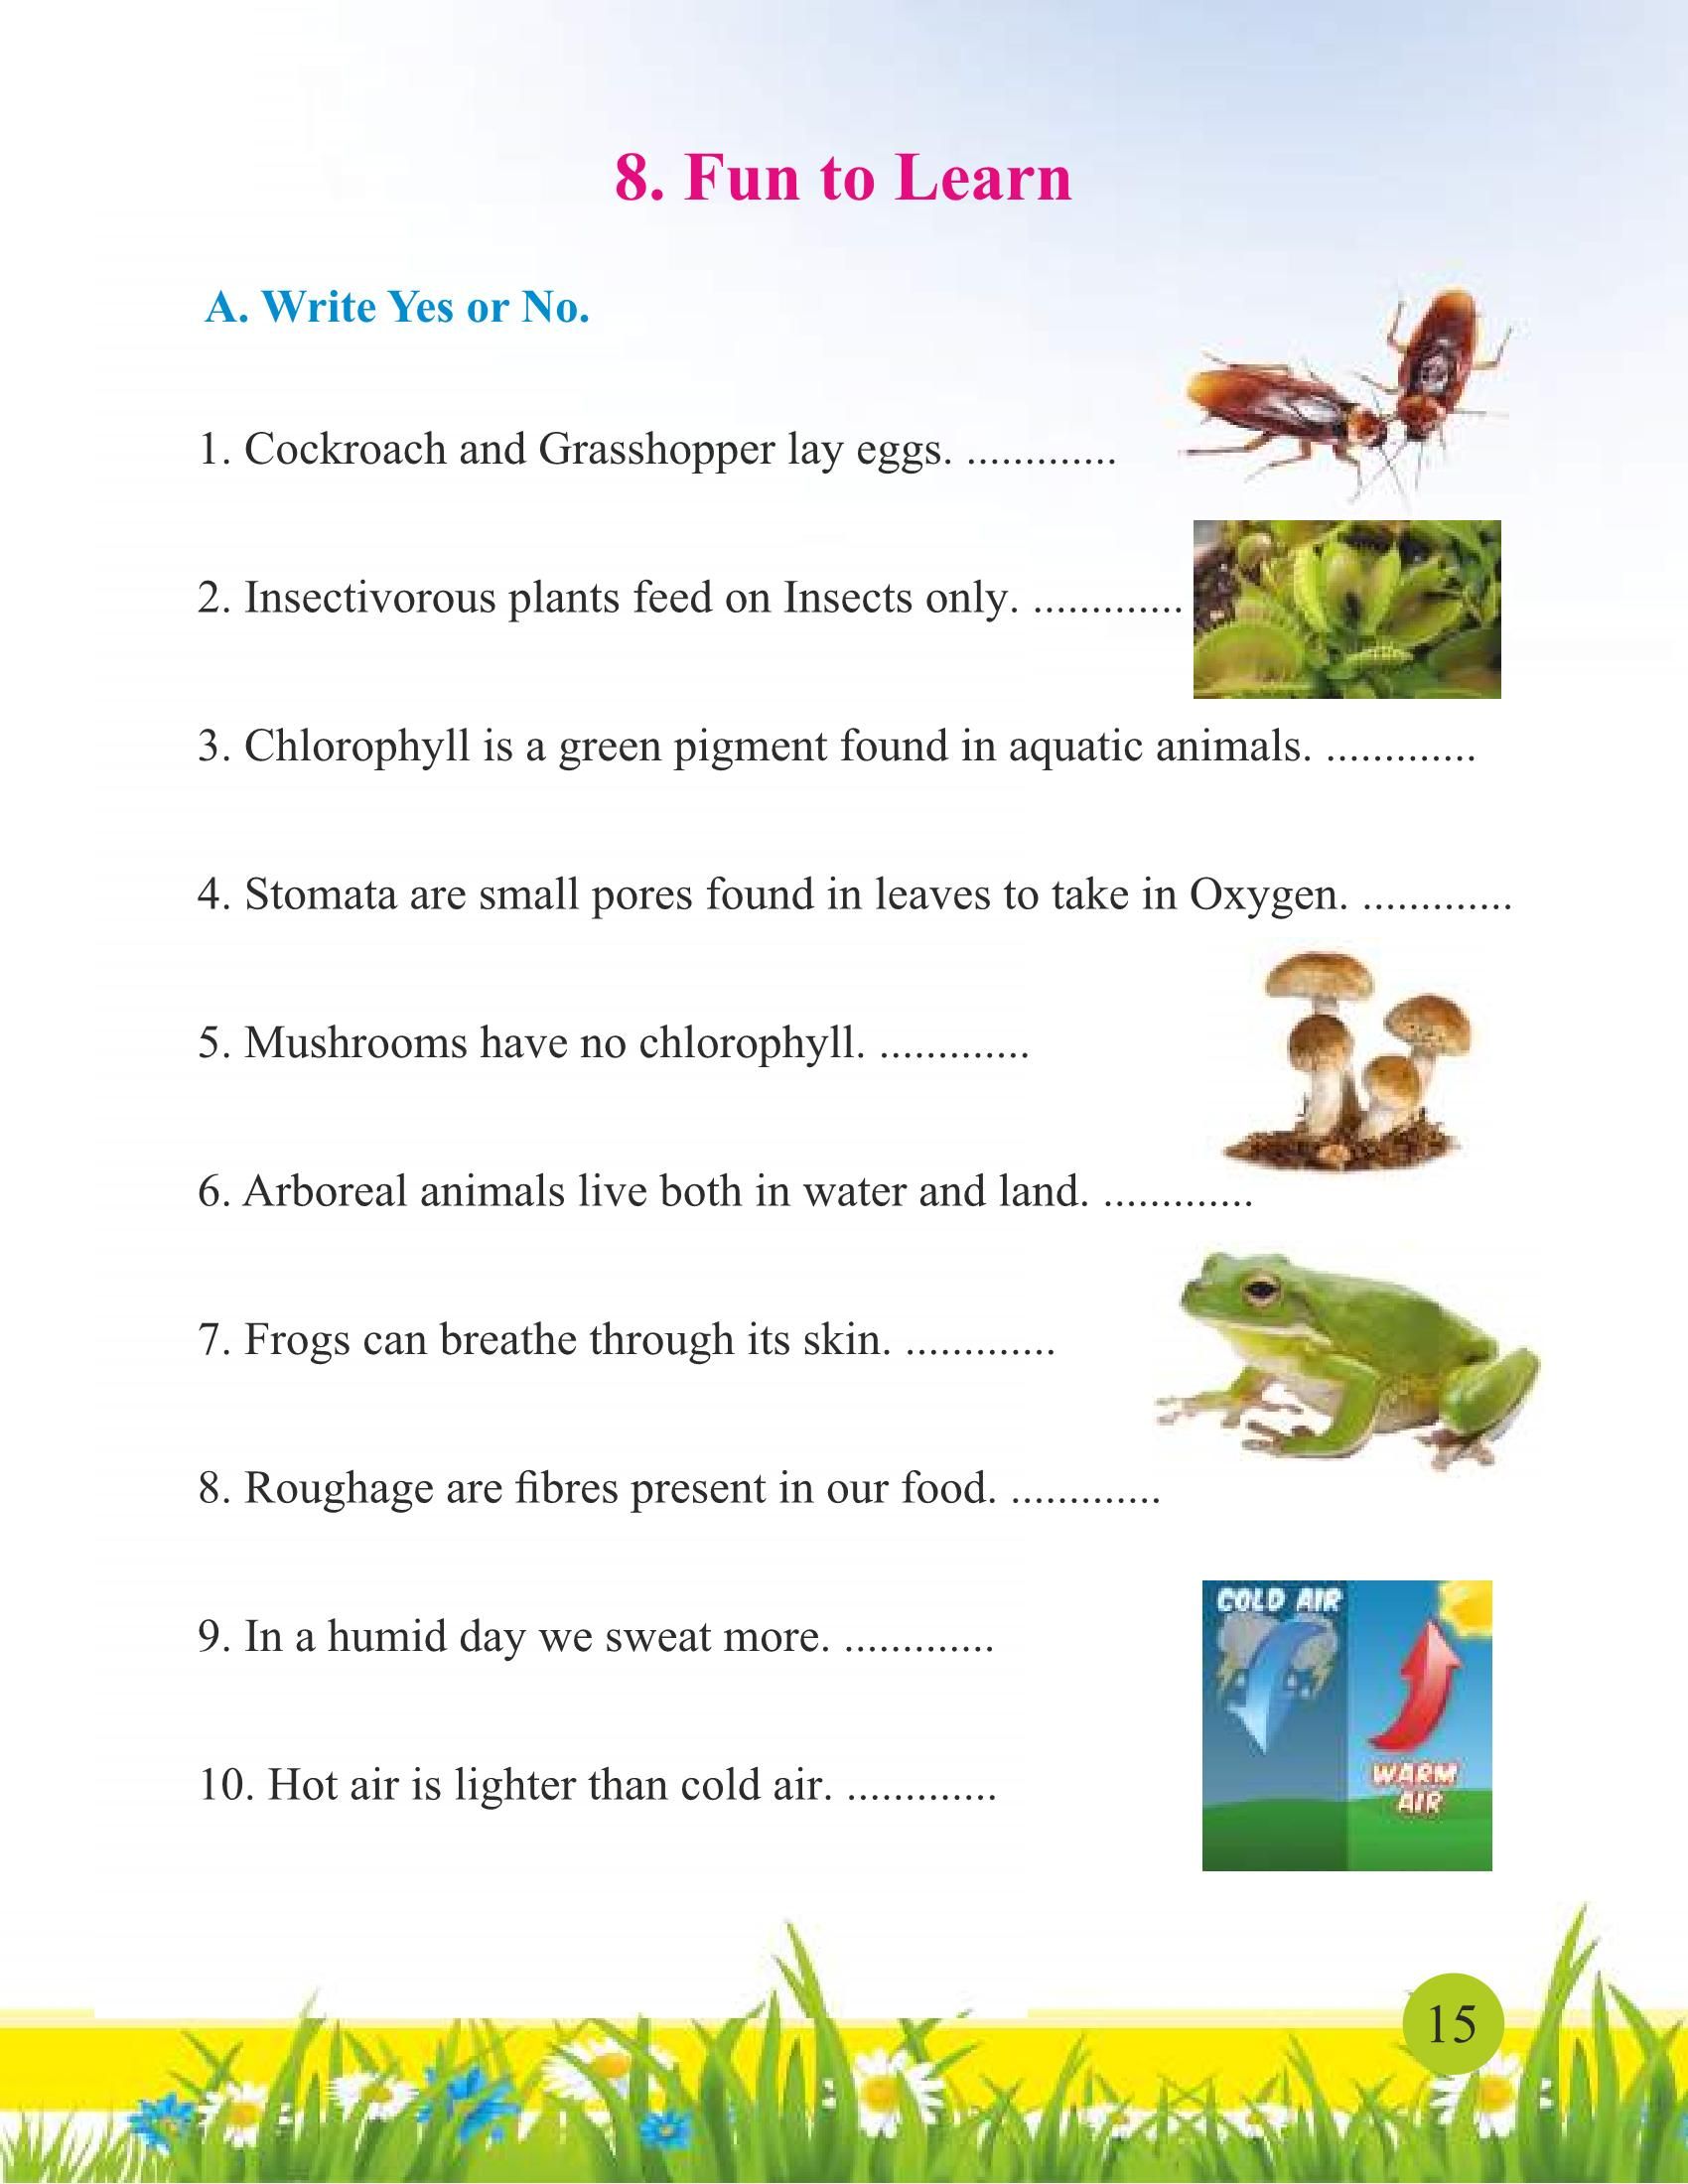 8. Fun to Learn
A. Write Yes or No.
1. Cockroach and Grasshopper lay eggs. .............
2. Insectivorous plants feed on Insects only. .............
3. Chlorophyll is a green pigment found in aquatic animals. .............
4. Stomata are small pores found in leaves to take in Oxygen. .............
5. Mushrooms have no chlorophyll. .............
6. Arboreal animals live both in water and land. .............
7. Frogs can breathe through its skin. .............
8. Roughage are fibres present in our food. .............
COLD AIR
9. In a humid day we sweat more. .............
WARM
AIR
10. Hot air is lighter than cold air. .............
15